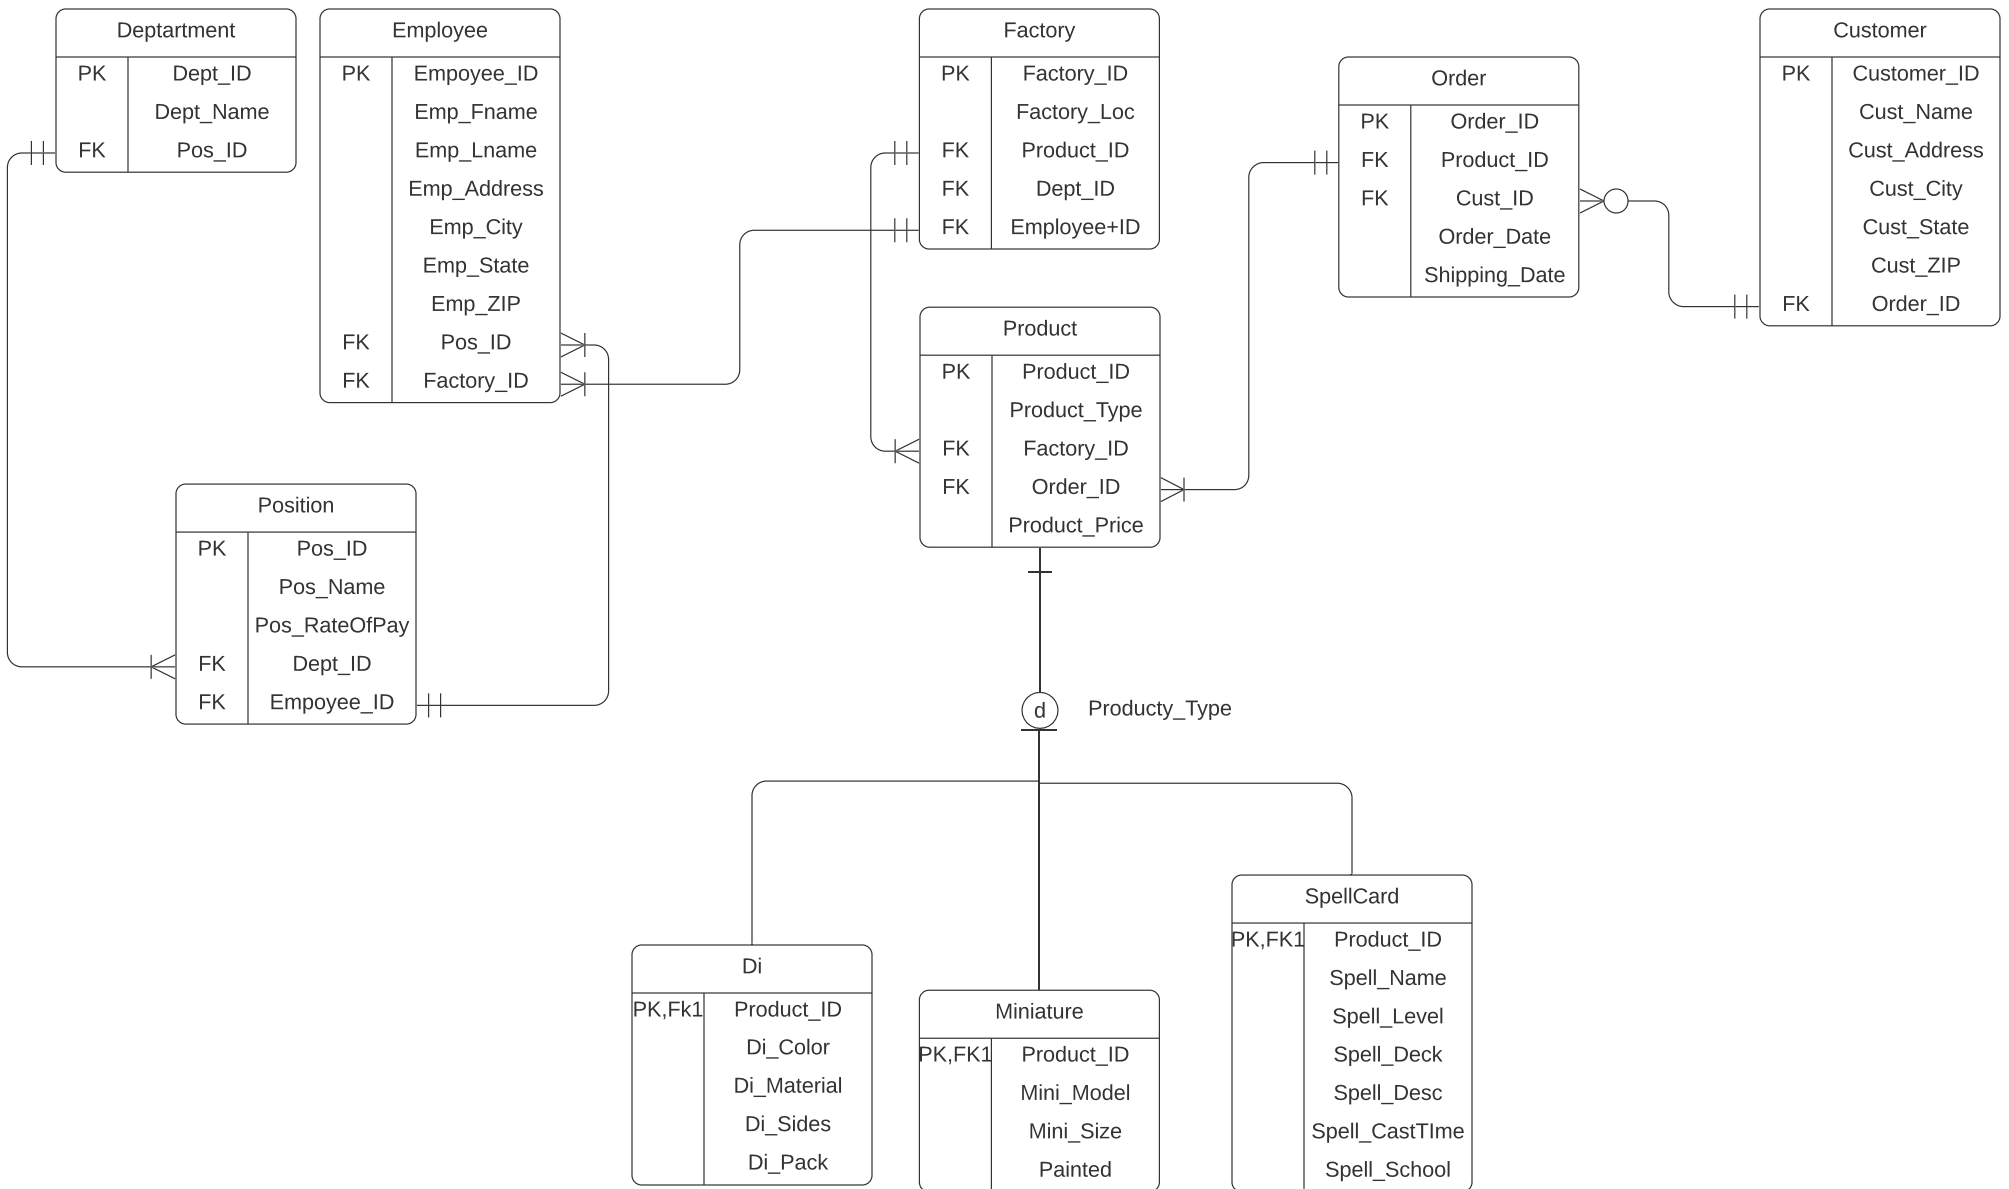 Deptartment
PK Dept_ID
Dept_Name
FK Pos_ID
Employee
PK Empoyee_ID
Emp_Fname
Emp_Lname
Emp_Address
Emp_City
Emp_State
Emp_ZIP
FK Pos_ID
FK Factory_ID
Factory
PK Factory_ID
Factory_Loc
FK Product_ID
FK Dept_ID
FK Employee+ID
Order
PK Order_ID
FK Product_ID
FK Cust_ID
Order_Date
Shipping_Date
Customer
PK Customer_ID
Cust_Name
Cust_Address
Cust_City
Cust_State
Cust_ZIP
FK Order_ID
Product
PK Product_ID
Product_Type
FK Factory_ID
FK Order_ID
Product_Price
Position
PK Pos_ID
Pos_Name
Pos_RateOfPay
FK Dept_ID
FK Empoyee_ID
d Producty_Type
Di
PK,Fk1 Product_ID
Di_Color
Di_Material
Di_Sides
Di_Pack
Miniature
PK,FK1 Product_ID
Mini_Model
Mini_Size
Painted
SpellCard
PK,FK1 Product_ID
Spell_Name
Spell_Level
Spell_Deck
Spell_Desc
Spell_CastTIme
Spell_School